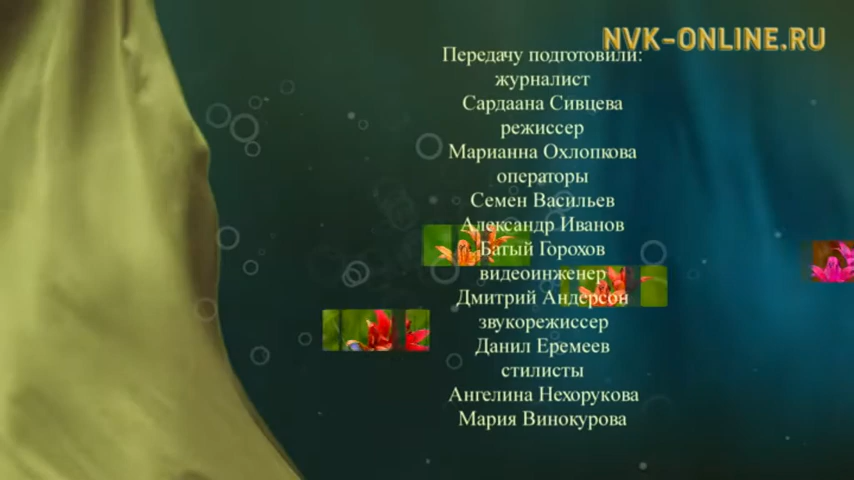 NVK-ONLINE.RU
Передачу подготовили:
журналист
Сардаана Сивцева
режиссер
Марианна Охлопкова
операторы
Семен Васильев
Александр Иванов
Батый Горохов
видеоинженер
Дмитрий Андерсон
звукорежиссер
Данил Еремеев
стилисты
Ангелина Нехорукова
Мария Винокурова